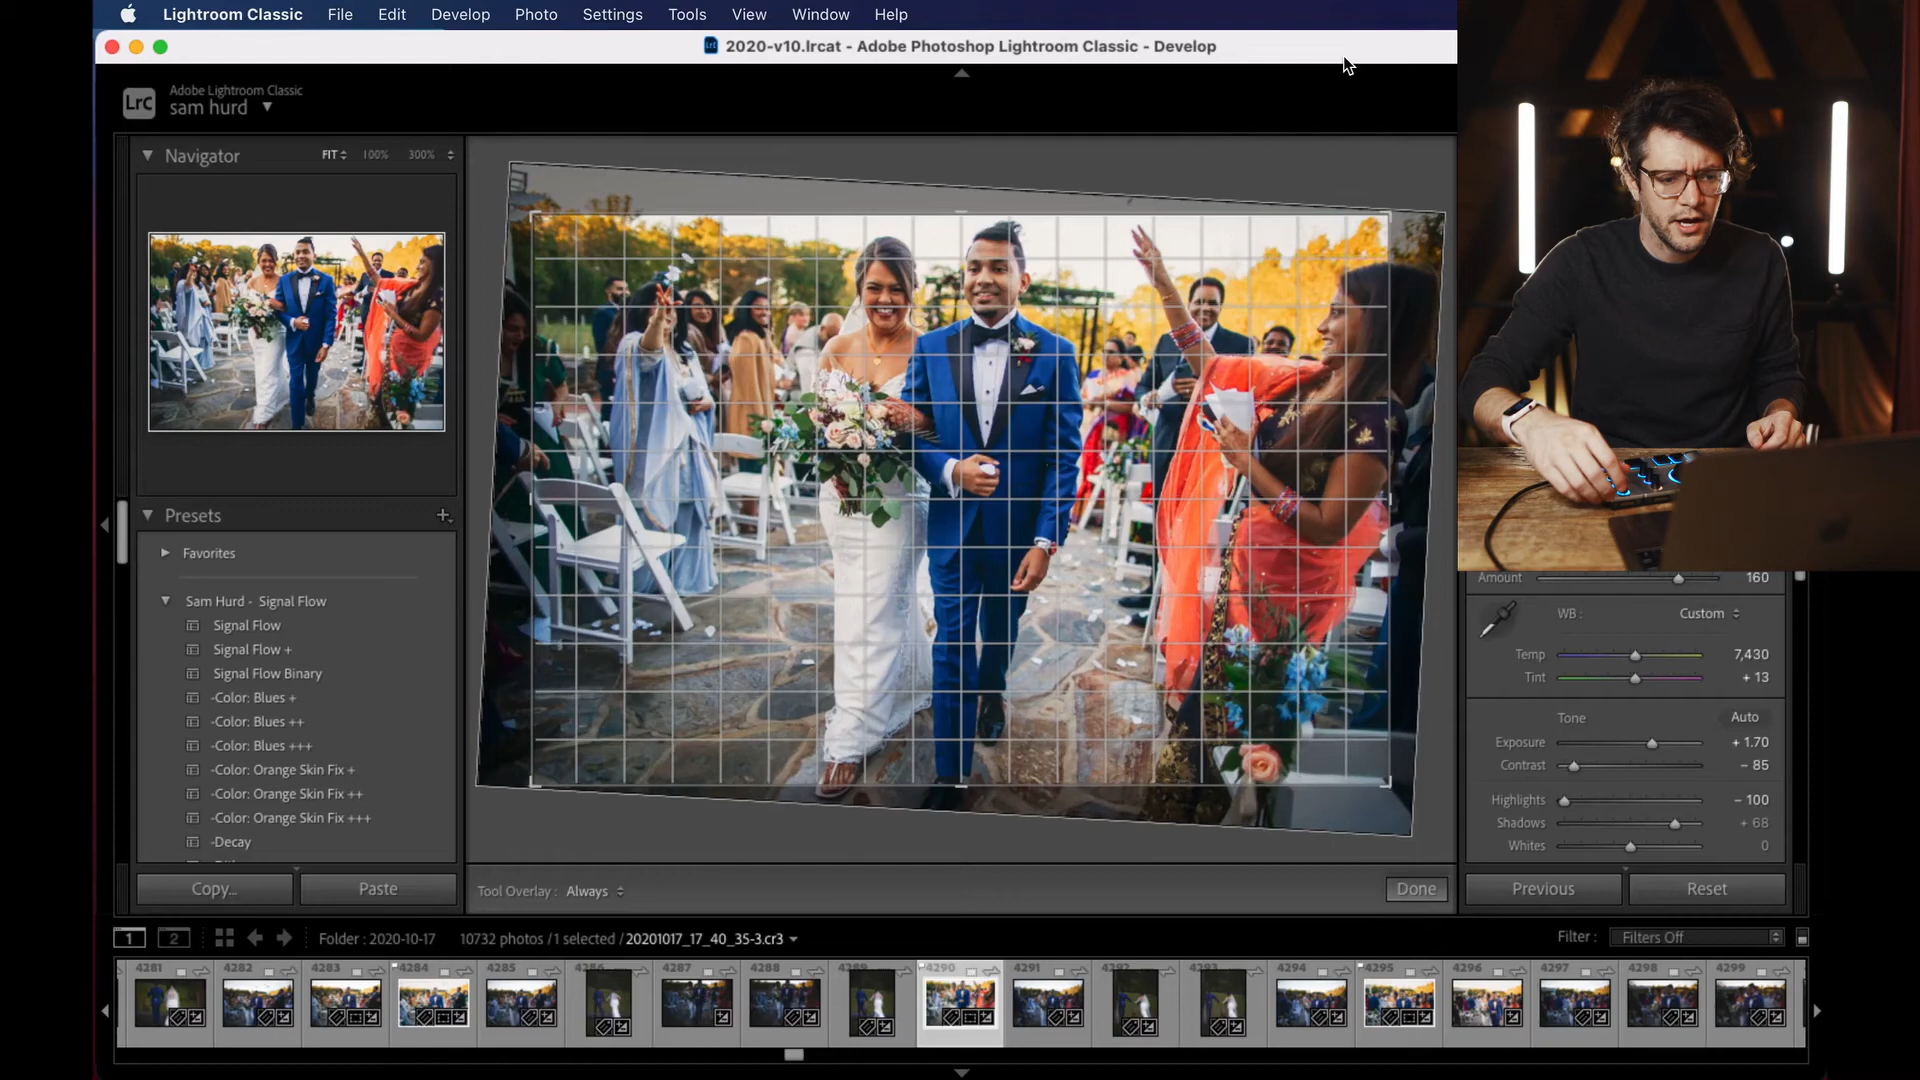 Lightroom Classic File Edit Develop Photo Settings Tools View Window Help
2020-v10.lrcat - Adobe Photoshop Lightroom Classic - Develop
LrC
Adobe Lightroom Classic
sam hurd
Navigator FIT 100% 300%
Presets
Favorites
Sam Hurd - Signal Flow
Signal Flow
Signal Flow +
Signal Flow Binary
-Color: Blues +
-Color: Blues ++
-Color: Blues +++
-Color: Orange Skin Fix +
-Color: Orange Skin Fix ++
-Color: Orange Skin Fix +++
-Decay
Copy... Paste
Tool Overlay : Always Done
Amount 160
WB : Custom
Temp 7,430
Tint + 13
Tone Auto
Exposure + 1.70
Contrast - 85
Highlights - 100
Shadows + 68
Whites 0
Previous Reset
1 2 Folder : 2020-10-17 10732 photos / 1 selected / 20201017_17_40_35-3.cr3 Filter : Filters Off
4281 4282 4283 4284 4285 4286 4287 4288 4289 4290 4291 4292 4293 4294 4295 4296 4297 4298 4299